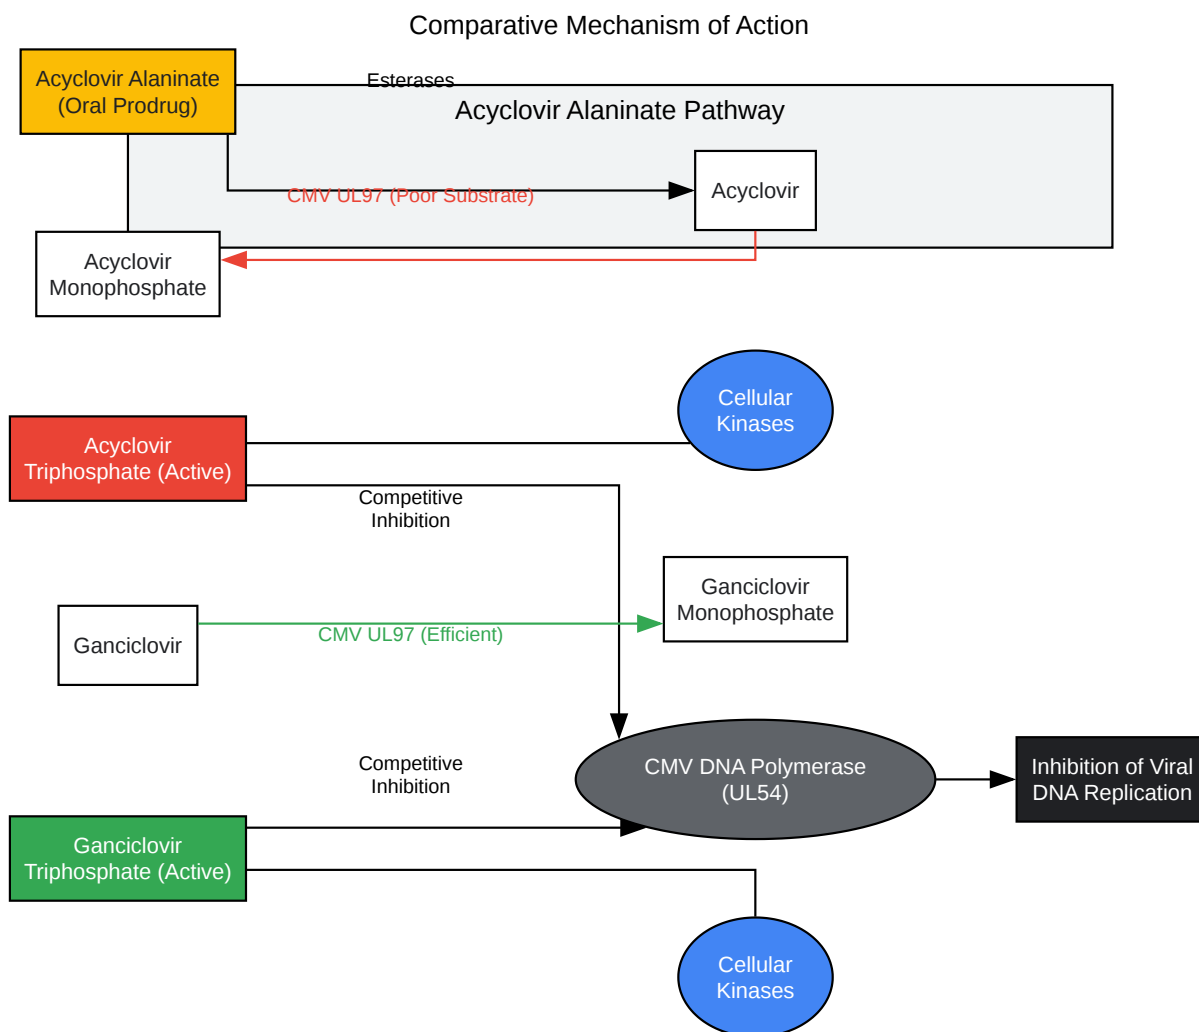 Comparative Mechanism of Action
Acyclovir Alaninate
(Oral Prodrug)
Esterases
Acyclovir Alaninate Pathway
CMV UL97 (Poor Substrate)
Acyclovir
Acyclovir
Monophosphate
Cellular
Kinases
Acyclovir
Triphosphate (Active)
Competitive
Inhibition
Ganciclovir
Monophosphate
Ganciclovir
CMV UL97 (Efficient)
Competitive
Inhibition
CMV DNA Polymerase
(UL54)
Inhibition of Viral
DNA Replication
Ganciclovir
Triphosphate (Active)
Cellular
Kinases